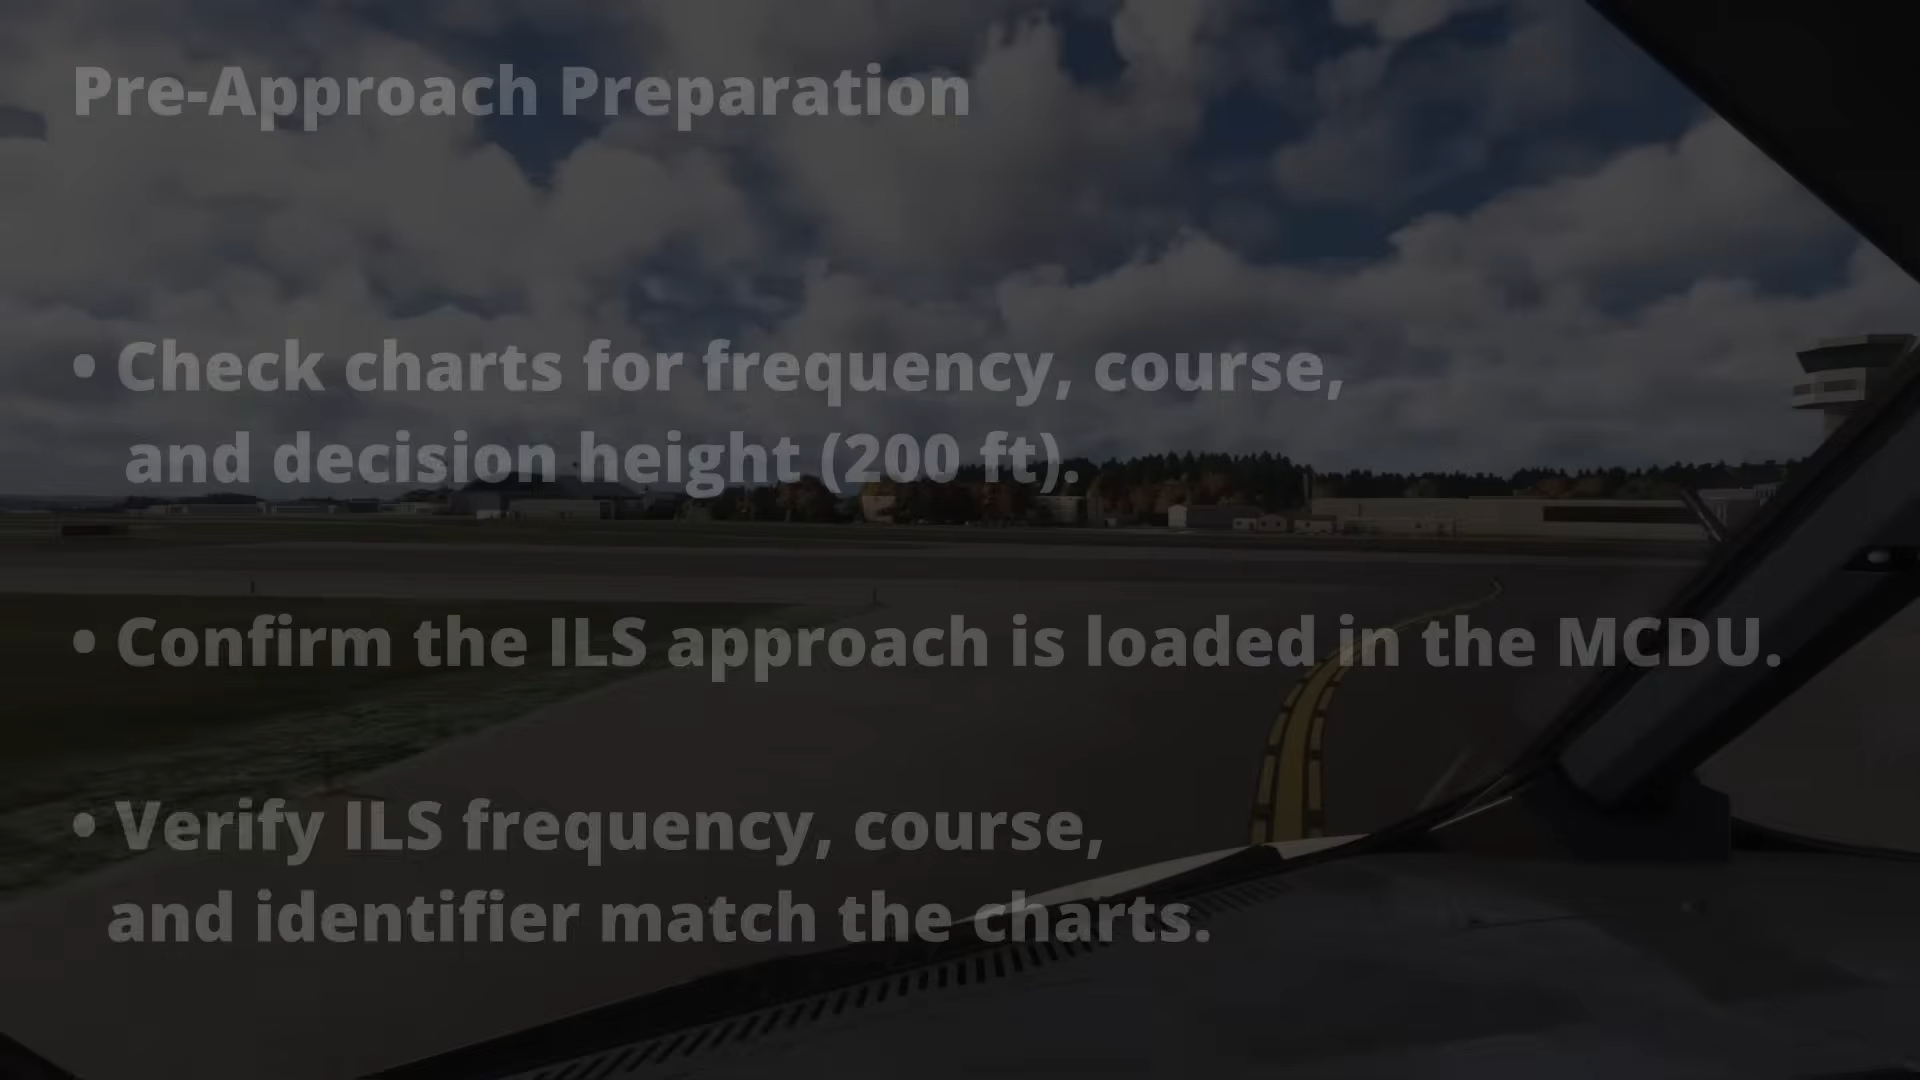 Pre-Approach Preparation
• Check charts for frequency, course,
and decision height (200 ft).
• Confirm the ILS approach is loaded in the MCDU.
• Verify ILS frequency, course,
and identifier match the charts.